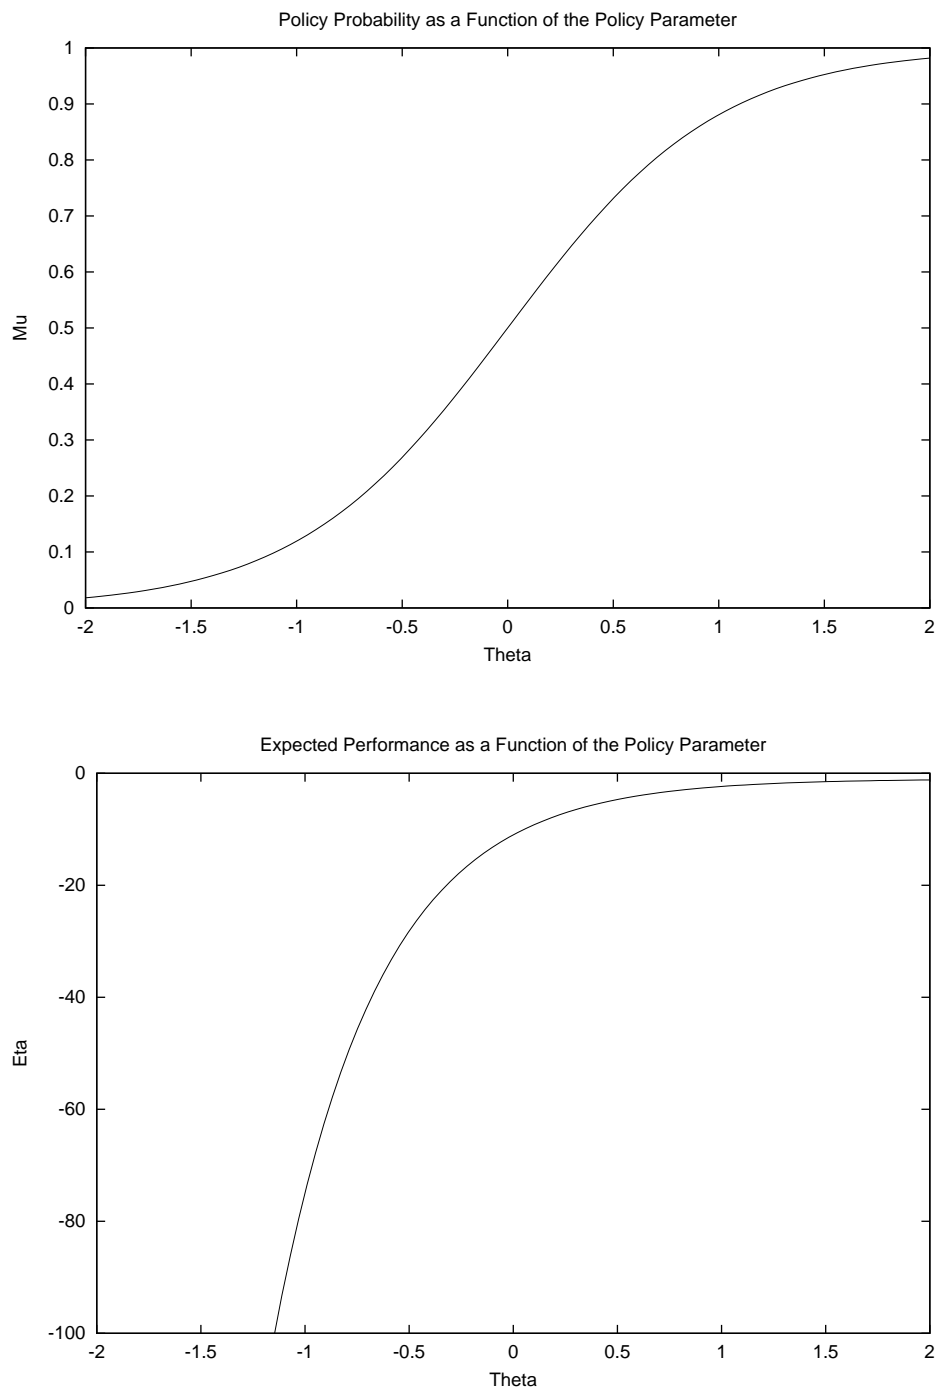 Policy Probability as a Function of the Policy Parameter
1
0.9
0.8
0.7
0.6
0.5
0.4
0.3
0.2
0.1
0
Mu
-2 -1.5 -1 -0.5 0 0.5 1 1.5 2
Theta
Expected Performance as a Function of the Policy Parameter
0
-20
-40
-60
-80
-100
Eta
-2 -1.5 -1 -0.5 0 0.5 1 1.5 2
Theta